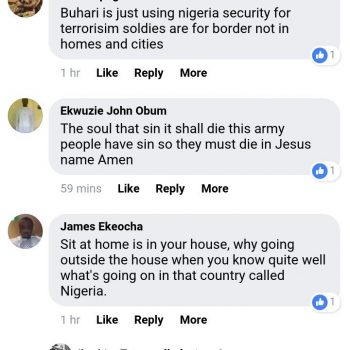 Buhari is just using nigeria security for
terrorisim soldies are for border not in
homes and cities
1
1 hr Like Reply More
Ekwuzie John Obum
The soul that sin it shall die this army
people have sin so they must die in Jesus
name Amen
1
59 mins Like Reply More
James Ekeocha
Sit at home is in your house, why going
outside the house when you know quite well
what's going on in that country called
Nigeria.
1
1 hr Like Reply More